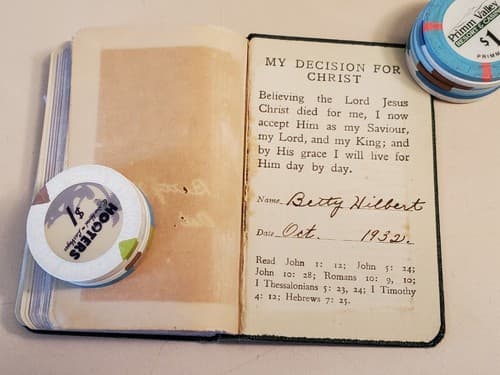 MY DECISION FOR
CHRIST
Believing the Lord Jesus
Christ died for me, I now
accept Him as my Saviour,
my Lord, and my King; and
by His grace I will live for
Him day by day.
Name Betty Hilbert
Date Oct. 1932.
Read John 1: 12; John 5: 24;
John 10: 28; Romans 10: 9, 10;
I Thessalonians 5: 23, 24; I Timothy
4: 12; Hebrews 7: 25.
Primm Valley
$1
HOOTERS
$1